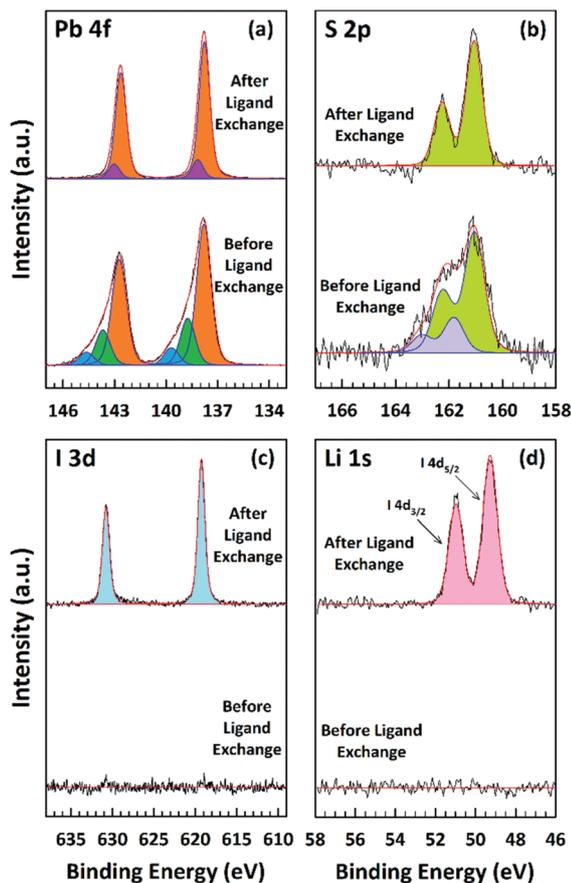 Pb 4f
(a)
After
Ligand
Exchange
Before
Ligand
Exchange
146 143 140 137 134
S 2p
(b)
After Ligand
Exchange
Before Ligand
Exchange
166 164 162 160 158
Intensity (a.u.)
I 3d
(c)
After
Ligand
Exchange
Before
Ligand
Exchange
635 630 625 620 615 610
Binding Energy (eV)
Li 1s
(d)
I 4d5/2
I 4d3/2
After Ligand
Exchange
Before Ligand
Exchange
58 56 54 52 50 48 46
Binding Energy (eV)
Intensity (a.u.)